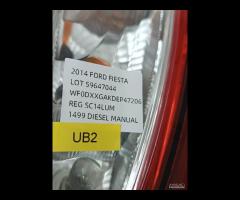 2014 FORD FIESTA
LOT 59647044
WF0DXXGAKDEP47206
REG SC14LUM
1499 DIESEL MANUAL
UB2